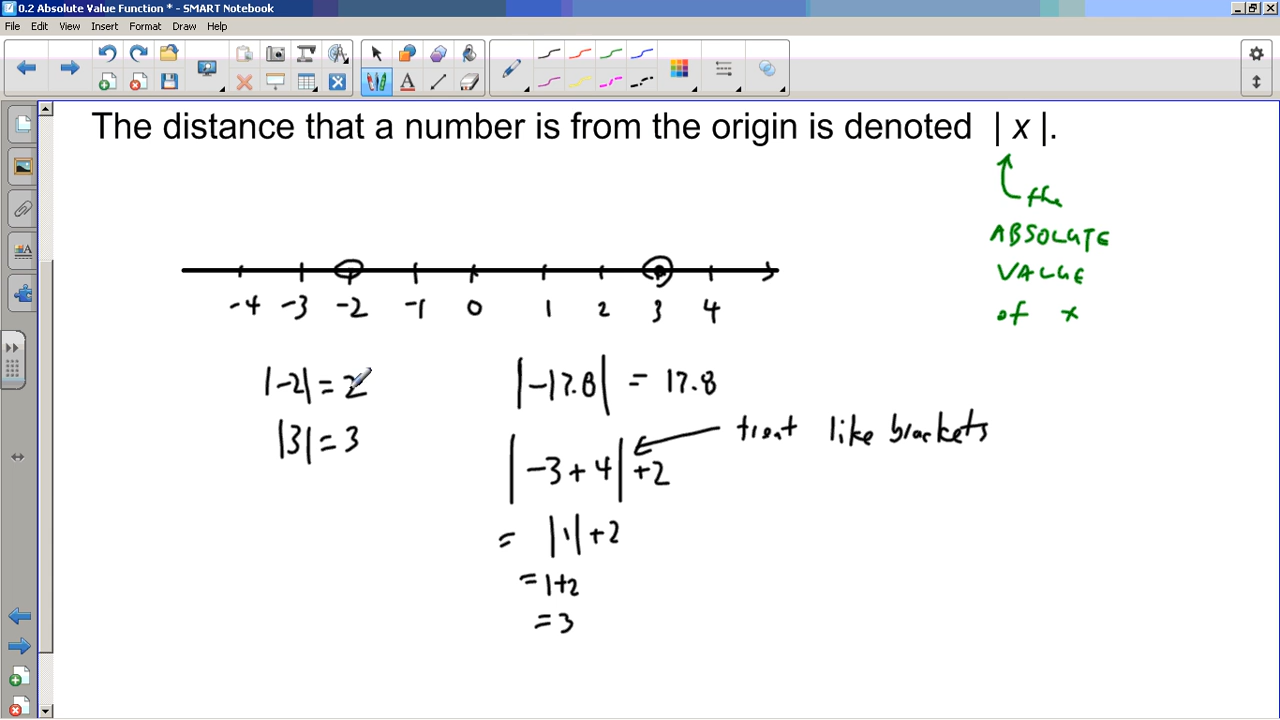 0.2 Absolute Value Function * - SMART Notebook
File Edit View Insert Format Draw Help
The distance that a number is from the origin is denoted | x |.
the
ABSOLUTE
VALUE
of x
-4 -3 -2 -1 0 1 2 3 4
|-2| = 2
|3| = 3
|-17.8| = 17.8
|-3+4|+2
treat like brackets
= |1|+2
= 1+2
= 3